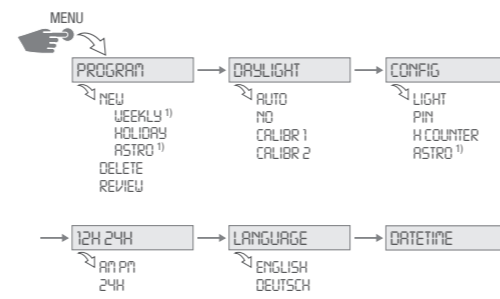 MENU
PROGRAM
NEW
WEEKLY 1)
HOLIDAY
ASTRO 1)
DELETE
REVIEW
DAYLIGHT
AUTO
NO
CALIBR 1
CALIBR 2
CONFIG
LIGHT
PIN
H COUNTER
ASTRO 1)
12H 24H
AM PM
24H
LANGUAGE
ENGLISH
DEUTSCH
DATETIME